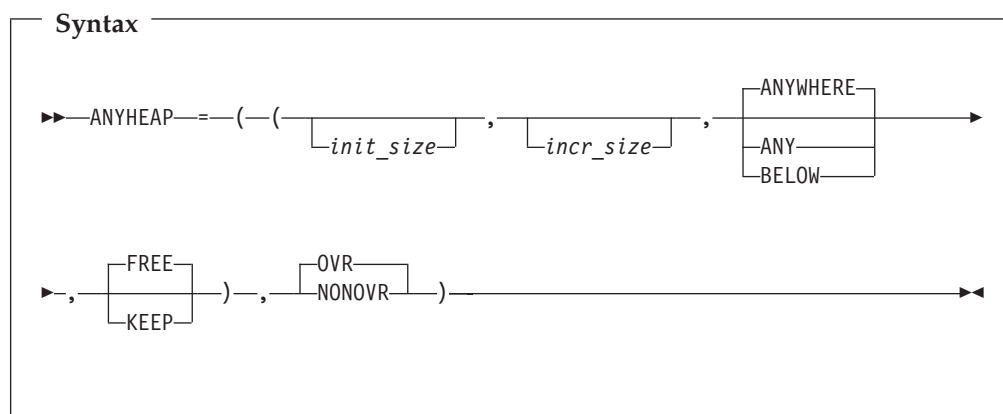 Syntax
ANYWHERE
ANYHEAP = ( ( init_size , incr_size , ANY
BELOW
FREE OVR
, KEEP ) , NONOVR )